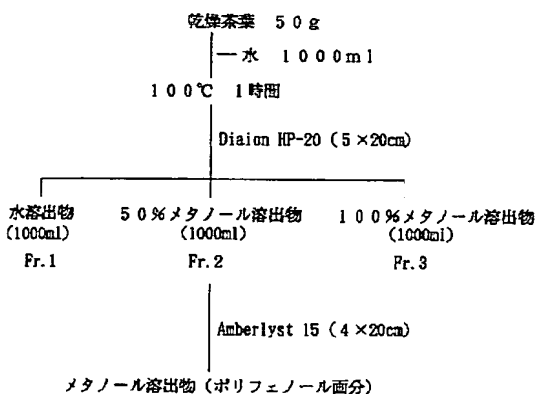 乾燥茶葉 50g
水 1000ml
100℃ 1時間
Diaion HP-20 (5×20cm)
水溶出物 50%メタノール溶出物 100%メタノール溶出物
(1000ml) (1000ml) (1000ml)
Fr.1 Fr.2 Fr.3
Amberlyst 15 (4×20cm)
メタノール溶出物 (ポリフェノール画分)